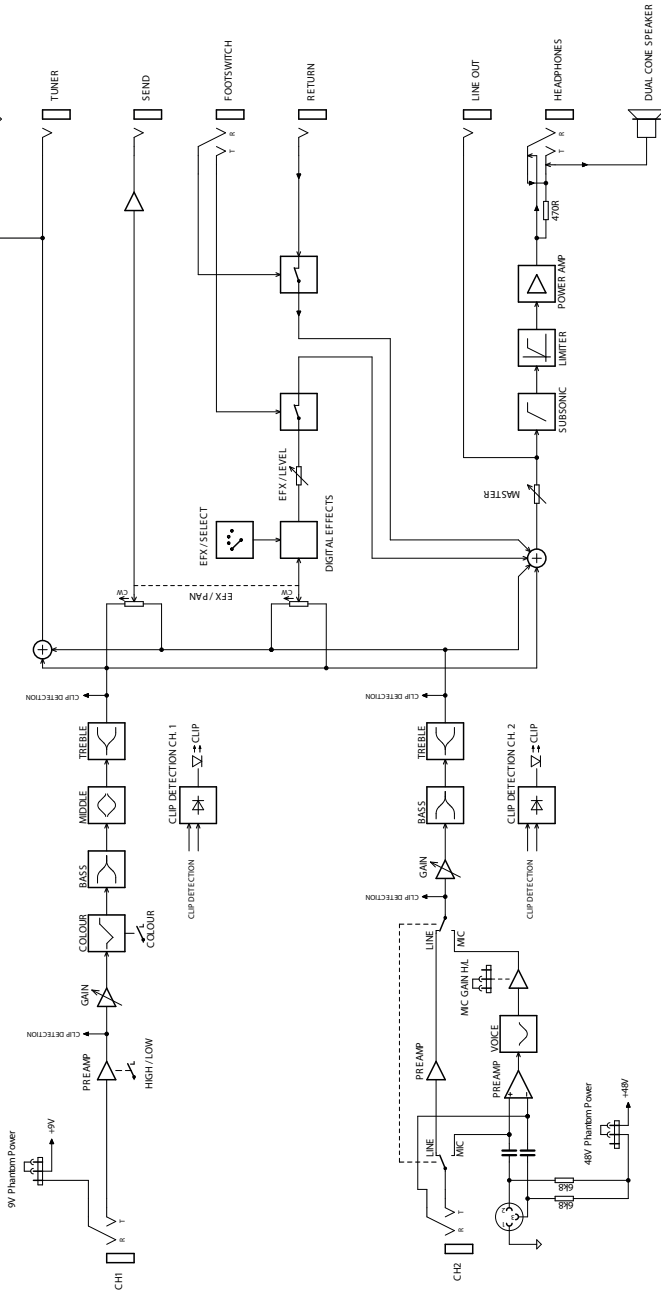 CH1
R
T
9V Phantom Power
+9V
PREAMP
HIGH / LOW
CLIP DETECTION
GAIN
COLOUR
COLOUR
BASS
MIDDLE
TREBLE
CLIP DETECTION
CLIP DETECTION
CLIP DETECTION CH. 1
CLIP
TUNER
CW
EFX / PAN
CW
SEND
EFX / SELECT
DIGITAL EFFECTS
EFX / LEVEL
FOOTSWITCH
R
T
RETURN
CH2
R
T
LINE
MIC
PREAMP
LINE
MIC
1
2
3
6k8
6k8
48V Phantom Power
+48V
PREAMP
+
-
VOICE
MIC GAIN H/L
CLIP DETECTION
GAIN
BASS
TREBLE
CLIP DETECTION
CLIP DETECTION
CLIP DETECTION CH. 2
CLIP
MASTER
SUBSONIC
LIMITER
POWER AMP
470R
LINE OUT
HEADPHONES
R
T
DUAL CONE SPEAKER